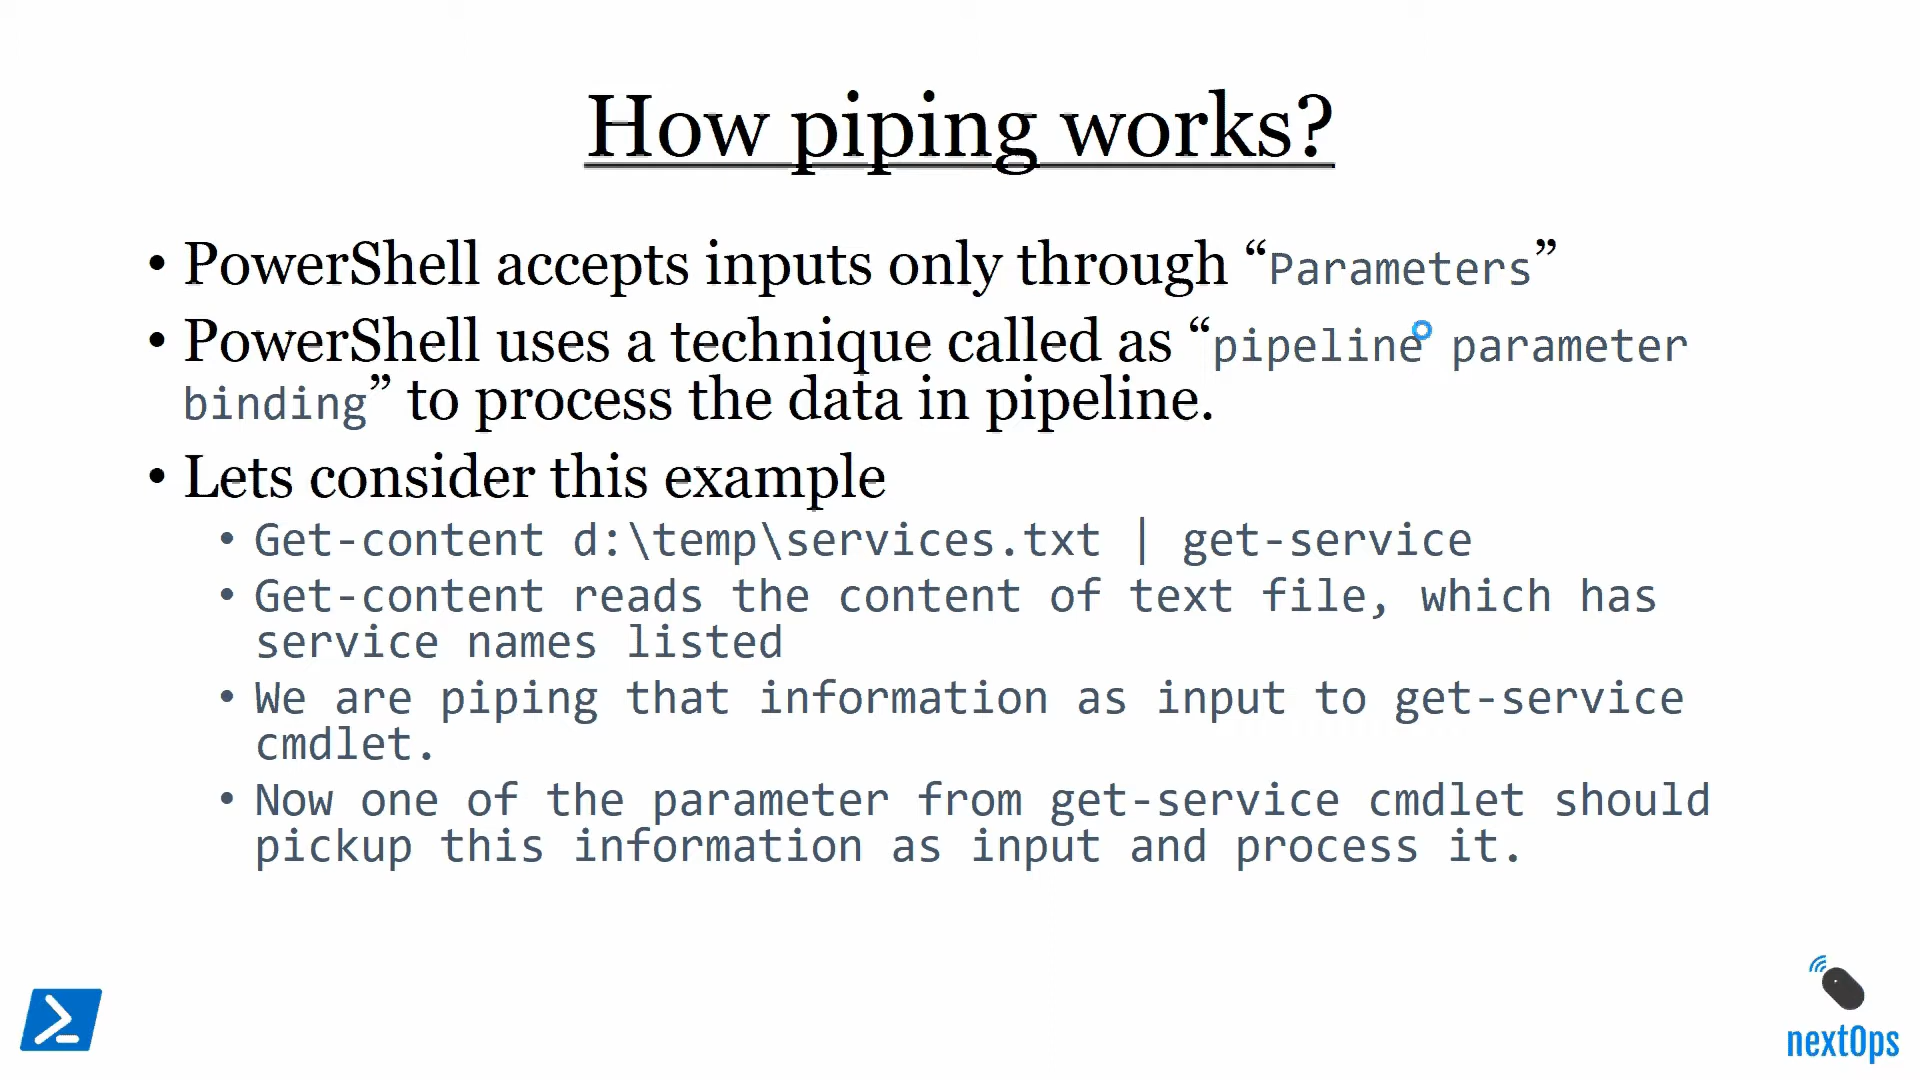 How piping works?
• PowerShell accepts inputs only through “Parameters”
• PowerShell uses a technique called as “pipeline parameter
binding” to process the data in pipeline.
• Lets consider this example
• Get-content d:\temp\services.txt | get-service
• Get-content reads the content of text file, which has
service names listed
• We are piping that information as input to get-service
cmdlet.
• Now one of the parameter from get-service cmdlet should
pickup this information as input and process it.
nextOps